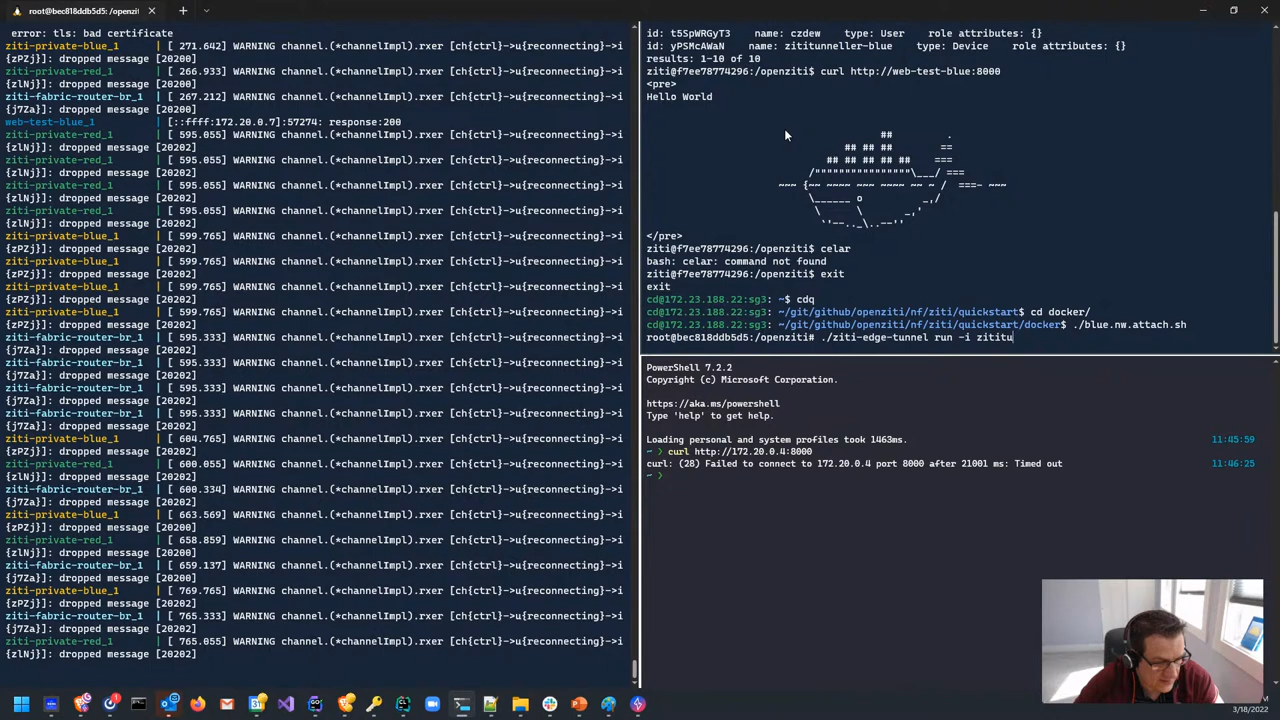 root@bec818ddb5d5: /openzit
error: tls: bad certificate
ziti-private-blue_1 | [ 271.642] WARNING channel.(*channelImpl).rxer [ch{ctrl}->u{reconnecting}->i
{zPZj}]: dropped message [20200]
ziti-private-red_1 | [ 266.933] WARNING channel.(*channelImpl).rxer [ch{ctrl}->u{reconnecting}->i
{zlNj}]: dropped message [20200]
ziti-fabric-router-br_1 | [ 267.212] WARNING channel.(*channelImpl).rxer [ch{ctrl}->u{reconnecting}->i
{j7Za}]: dropped message [20200]
web-test-blue_1 | [::ffff:172.20.0.7]:57274: response:200
ziti-private-red_1 | [ 595.055] WARNING channel.(*channelImpl).rxer [ch{ctrl}->u{reconnecting}->i
{zlNj}]: dropped message [20202]
ziti-private-red_1 | [ 595.055] WARNING channel.(*channelImpl).rxer [ch{ctrl}->u{reconnecting}->i
{zlNj}]: dropped message [20202]
ziti-private-red_1 | [ 595.055] WARNING channel.(*channelImpl).rxer [ch{ctrl}->u{reconnecting}->i
{zlNj}]: dropped message [20202]
ziti-private-red_1 | [ 595.055] WARNING channel.(*channelImpl).rxer [ch{ctrl}->u{reconnecting}->i
{zlNj}]: dropped message [20202]
ziti-private-blue_1 | [ 599.765] WARNING channel.(*channelImpl).rxer [ch{ctrl}->u{reconnecting}->i
{zPZj}]: dropped message [20202]
ziti-private-blue_1 | [ 599.765] WARNING channel.(*channelImpl).rxer [ch{ctrl}->u{reconnecting}->i
{zPZj}]: dropped message [20202]
ziti-private-blue_1 | [ 599.765] WARNING channel.(*channelImpl).rxer [ch{ctrl}->u{reconnecting}->i
{zPZj}]: dropped message [20202]
ziti-private-blue_1 | [ 599.765] WARNING channel.(*channelImpl).rxer [ch{ctrl}->u{reconnecting}->i
{zPZj}]: dropped message [20202]
ziti-fabric-router-br_1 | [ 595.333] WARNING channel.(*channelImpl).rxer [ch{ctrl}->u{reconnecting}->i
{j7Za}]: dropped message [20202]
ziti-fabric-router-br_1 | [ 595.333] WARNING channel.(*channelImpl).rxer [ch{ctrl}->u{reconnecting}->i
{j7Za}]: dropped message [20202]
ziti-fabric-router-br_1 | [ 595.333] WARNING channel.(*channelImpl).rxer [ch{ctrl}->u{reconnecting}->i
{j7Za}]: dropped message [20202]
ziti-fabric-router-br_1 | [ 595.333] WARNING channel.(*channelImpl).rxer [ch{ctrl}->u{reconnecting}->i
{j7Za}]: dropped message [20202]
ziti-private-blue_1 | [ 604.765] WARNING channel.(*channelImpl).rxer [ch{ctrl}->u{reconnecting}->i
{zPZj}]: dropped message [20202]
ziti-private-red_1 | [ 600.055] WARNING channel.(*channelImpl).rxer [ch{ctrl}->u{reconnecting}->i
{zlNj}]: dropped message [20202]
ziti-fabric-router-br_1 | [ 600.334] WARNING channel.(*channelImpl).rxer [ch{ctrl}->u{reconnecting}->i
{j7Za}]: dropped message [20202]
ziti-private-blue_1 | [ 663.569] WARNING channel.(*channelImpl).rxer [ch{ctrl}->u{reconnecting}->i
{zPZj}]: dropped message [20200]
ziti-private-red_1 | [ 658.859] WARNING channel.(*channelImpl).rxer [ch{ctrl}->u{reconnecting}->i
{zlNj}]: dropped message [20200]
ziti-fabric-router-br_1 | [ 659.137] WARNING channel.(*channelImpl).rxer [ch{ctrl}->u{reconnecting}->i
{j7Za}]: dropped message [20200]
ziti-private-blue_1 | [ 769.765] WARNING channel.(*channelImpl).rxer [ch{ctrl}->u{reconnecting}->i
{zPZj}]: dropped message [20202]
ziti-fabric-router-br_1 | [ 765.333] WARNING channel.(*channelImpl).rxer [ch{ctrl}->u{reconnecting}->i
{j7Za}]: dropped message [20202]
ziti-private-red_1 | [ 765.055] WARNING channel.(*channelImpl).rxer [ch{ctrl}->u{reconnecting}->i
{zlNj}]: dropped message [20202]
id: t5SpWRGyT3 name: czdew type: User role attributes: {}
id: yPSMcAWaN name: zititunneller-blue type: Device role attributes: {}
results: 1-10 of 10
ziti@f7ee78774296:/openziti$ curl http://web-test-blue:8000
<pre>
Hello World
## .
## ## ## ==
## ## ## ## ## ===
/""""""""""""""""\___/ ===
~~~ {~~ ~~~~ ~~~ ~~~~ ~~ ~ / ===- ~~~
\______ o _,/
\ \ _,'
`'--.._\..--''
</pre>
ziti@f7ee78774296:/openziti$ celar
bash: celar: command not found
ziti@f7ee78774296:/openziti$ exit
exit
cd@172.23.188.22:sg3: ~$ cdq
cd@172.23.188.22:sg3: ~/git/github/openziti/nf/ziti/quickstart$ cd docker/
cd@172.23.188.22:sg3: ~/git/github/openziti/nf/ziti/quickstart/docker$ ./blue.nw.attach.sh
root@bec818ddb5d5:/openziti# ./ziti-edge-tunnel run -i zititu
PowerShell 7.2.2
Copyright (c) Microsoft Corporation.
https://aka.ms/powershell
Type 'help' to get help.
Loading personal and system profiles took 1463ms. 11:45:59
~ > curl http://172.20.0.4:8000
curl: (28) Failed to connect to 172.20.0.4 port 8000 after 21001 ms: Timed out 11:46:25
~ >
3/18/2022